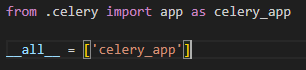 from .celery import app as celery_app
__all__ = ['celery_app']